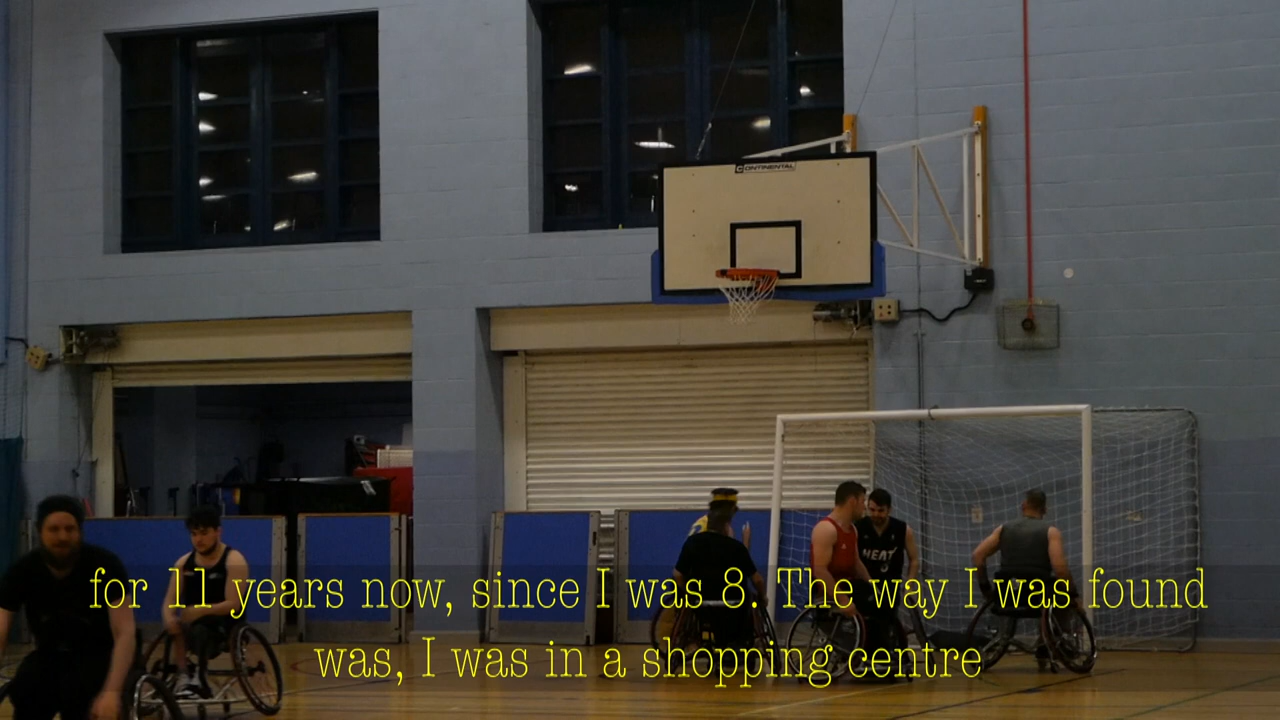 CONTINENTAL
HEAT
for 11 years now, since I was 8. The way I was found
was, I was in a shopping centre